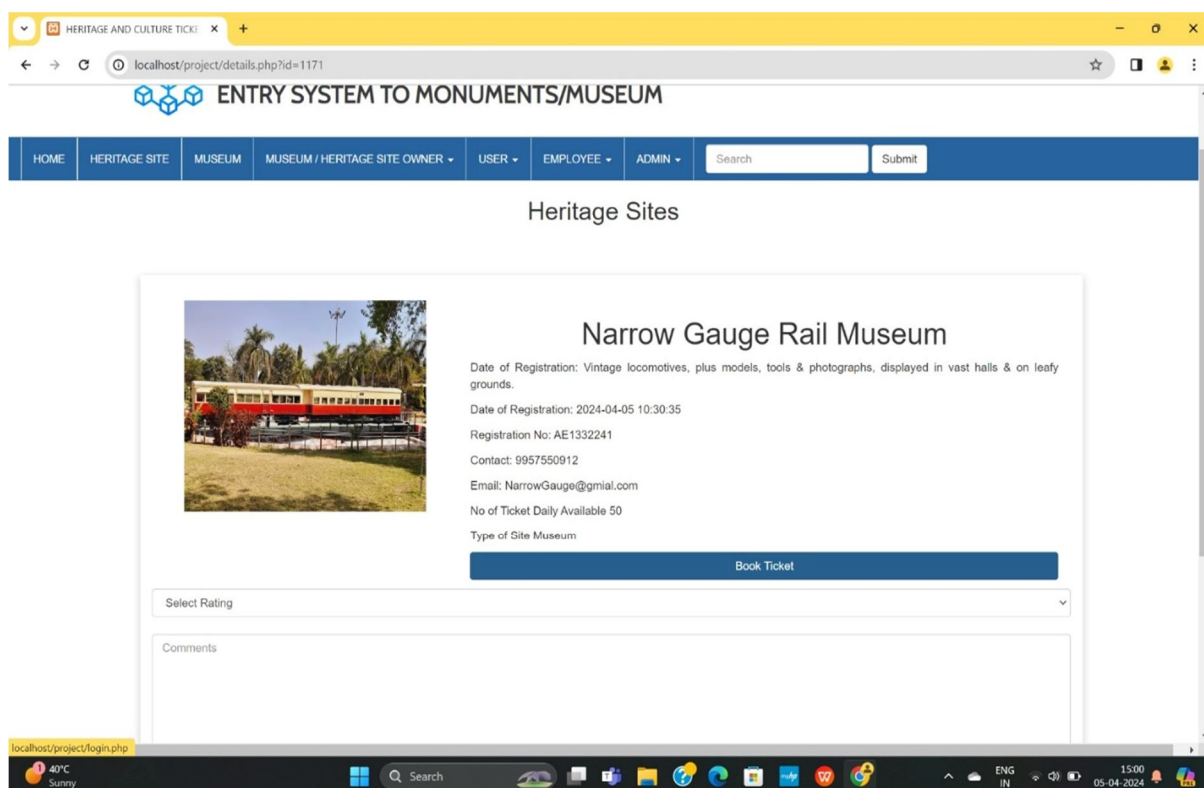 HERITAGE AND CULTURE TICKE
localhost/project/details.php?id=1171
ENTRY SYSTEM TO MONUMENTS/MUSEUM
HOME HERITAGE SITE MUSEUM MUSEUM / HERITAGE SITE OWNER USER EMPLOYEE ADMIN Search Submit
Heritage Sites
Narrow Gauge Rail Museum
Date of Registration: Vintage locomotives, plus models, tools & photographs, displayed in vast halls & on leafy
grounds.
Date of Registration: 2024-04-05 10:30:35
Registration No: AE1332241
Contact: 9957550912
Email: NarrowGauge@gmial.com
No of Ticket Daily Available 50
Type of Site Museum
Book Ticket
Select Rating
Comments
localhost/project/login.php
1 40°C
Sunny
Search
ENG
IN
15:00
05-04-2024